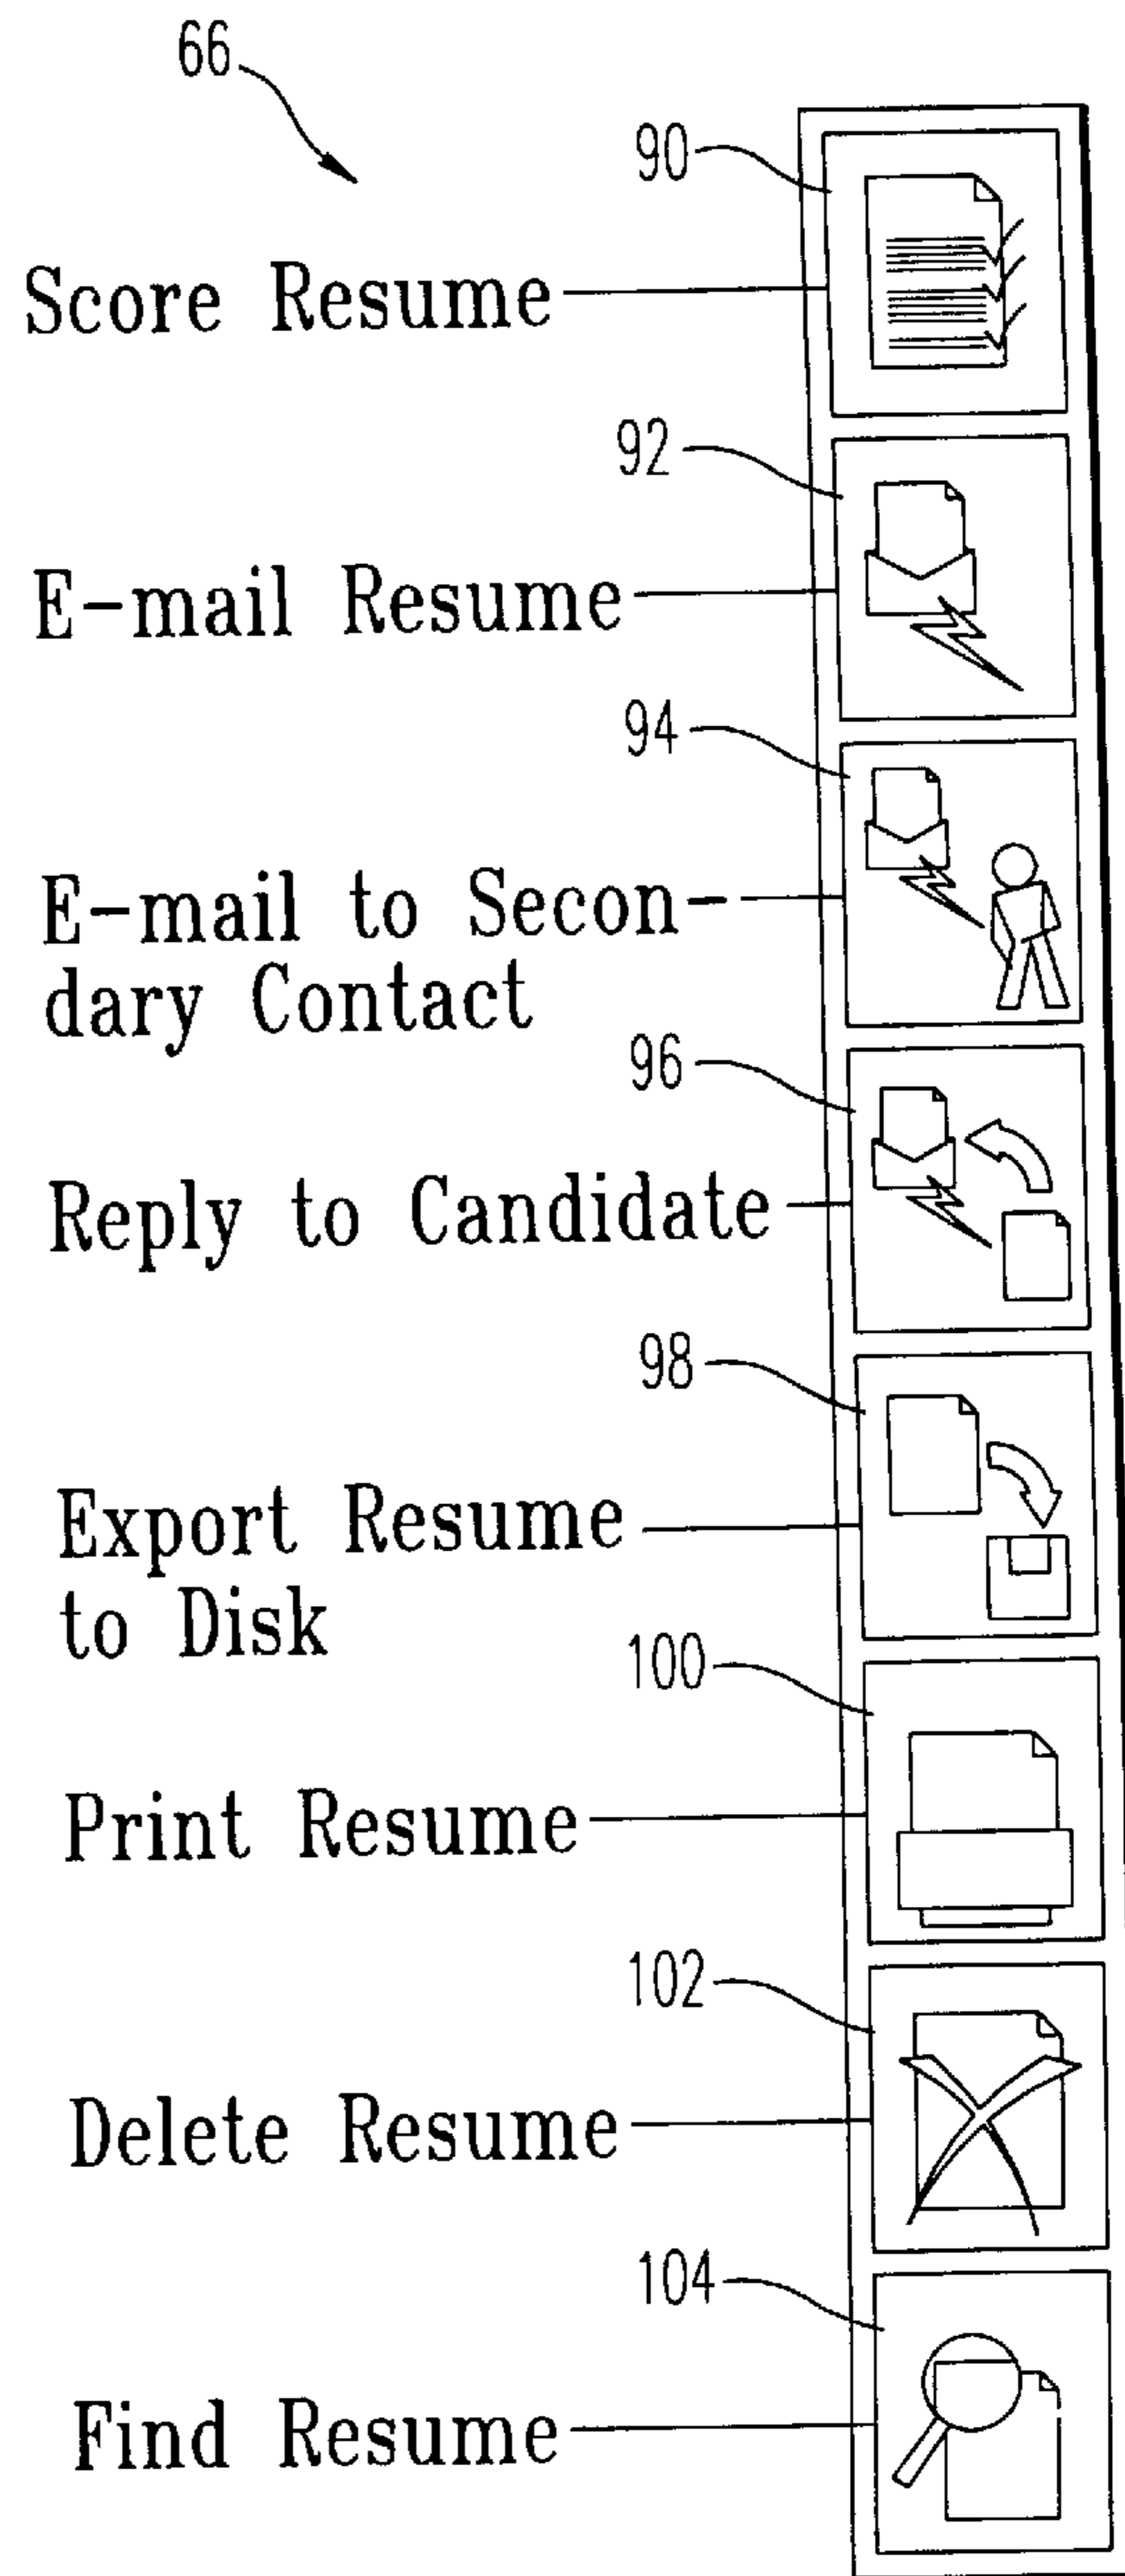 66
90
Score Resume
92
E-mail Resume
94
E-mail to Secon-
dary Contact
96
Reply to Candidate
98
Export Resume
to Disk
100
Print Resume
102
Delete Resume
104
Find Resume